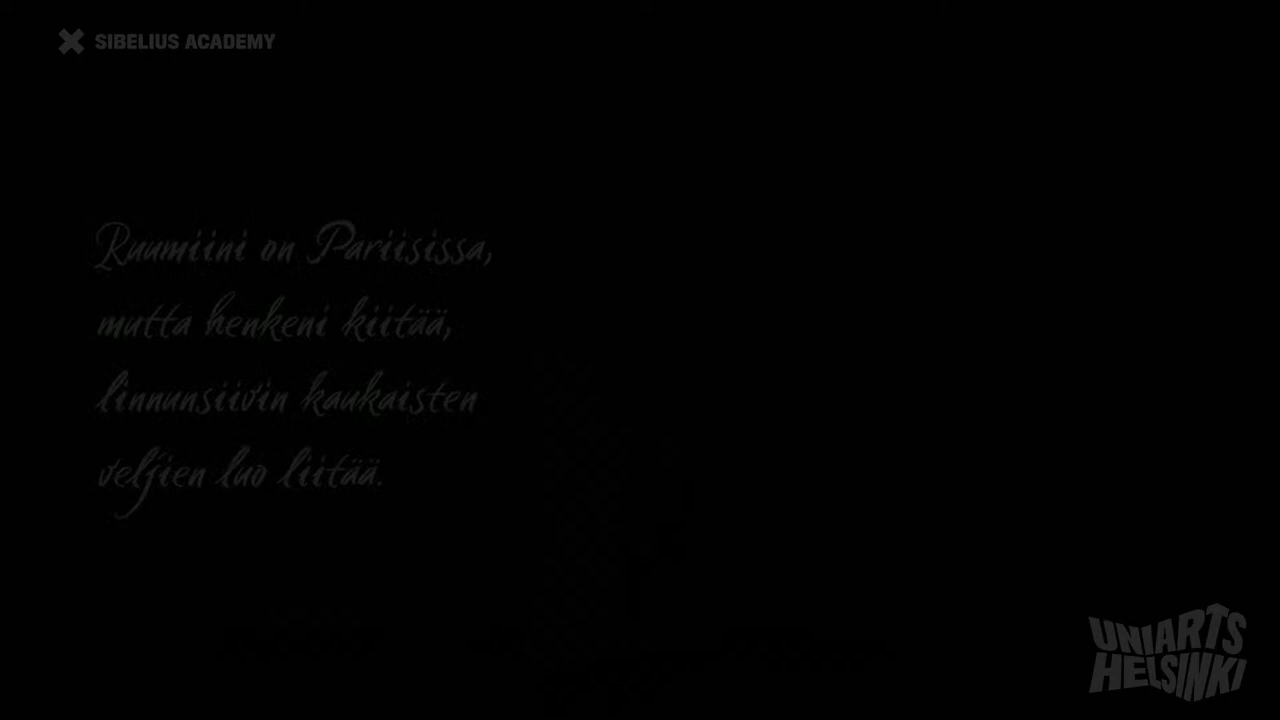 SIBELIUS ACADEMY
Ruumiini on Pariisissa,
mutta henkeni kiitää,
linnunsiivin kaukaisten
veljien luo liitää.
UNIARTS
HELSINKI